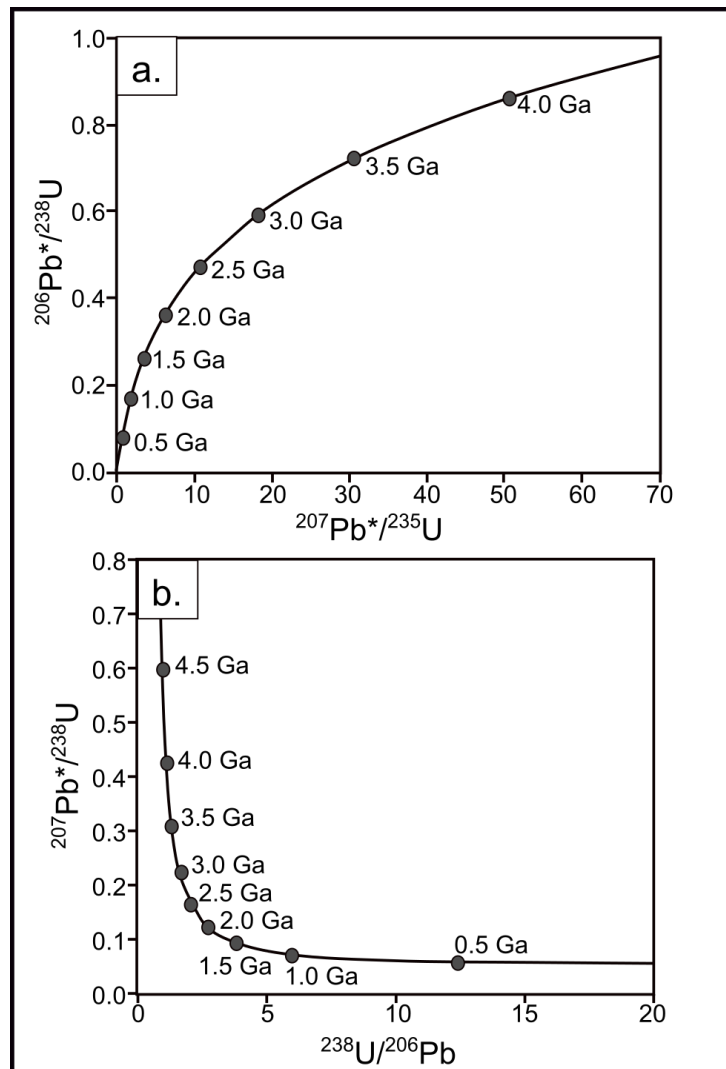 a.
1.0
0.8
0.6
0.4
0.2
0.0
²⁰⁶Pb*/²³⁸U
4.0 Ga
3.5 Ga
3.0 Ga
2.5 Ga
2.0 Ga
1.5 Ga
1.0 Ga
0.5 Ga
0 10 20 30 40 50 60 70
²⁰⁷Pb*/²³⁵U
b.
0.8
0.7
0.6
0.5
0.4
0.3
0.2
0.1
0.0
²⁰⁷Pb*/²³⁸U
4.5 Ga
4.0 Ga
3.5 Ga
3.0 Ga
2.5 Ga
2.0 Ga
1.5 Ga
1.0 Ga
0.5 Ga
0 5 10 15 20
²³⁸U/²⁰⁶Pb